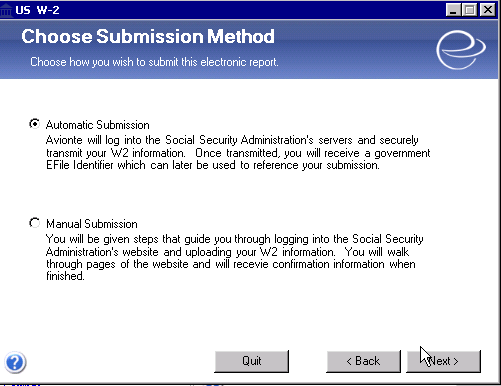 US W-2
Choose Submission Method
Choose how you wish to submit this electronic report.
Automatic Submission
Avionte will log into the Social Security Administration's servers and securely
transmit your W2 information. Once transmitted, you will receive a government
EFile Identifier which can later be used to reference your submission.
Manual Submission
You will be given steps that guide you through logging into the Social Security
Administration's website and uploading your W2 information. You will walk
through pages of the website and will recevie confirmation information when
finished.
Quit
< Back
Next >